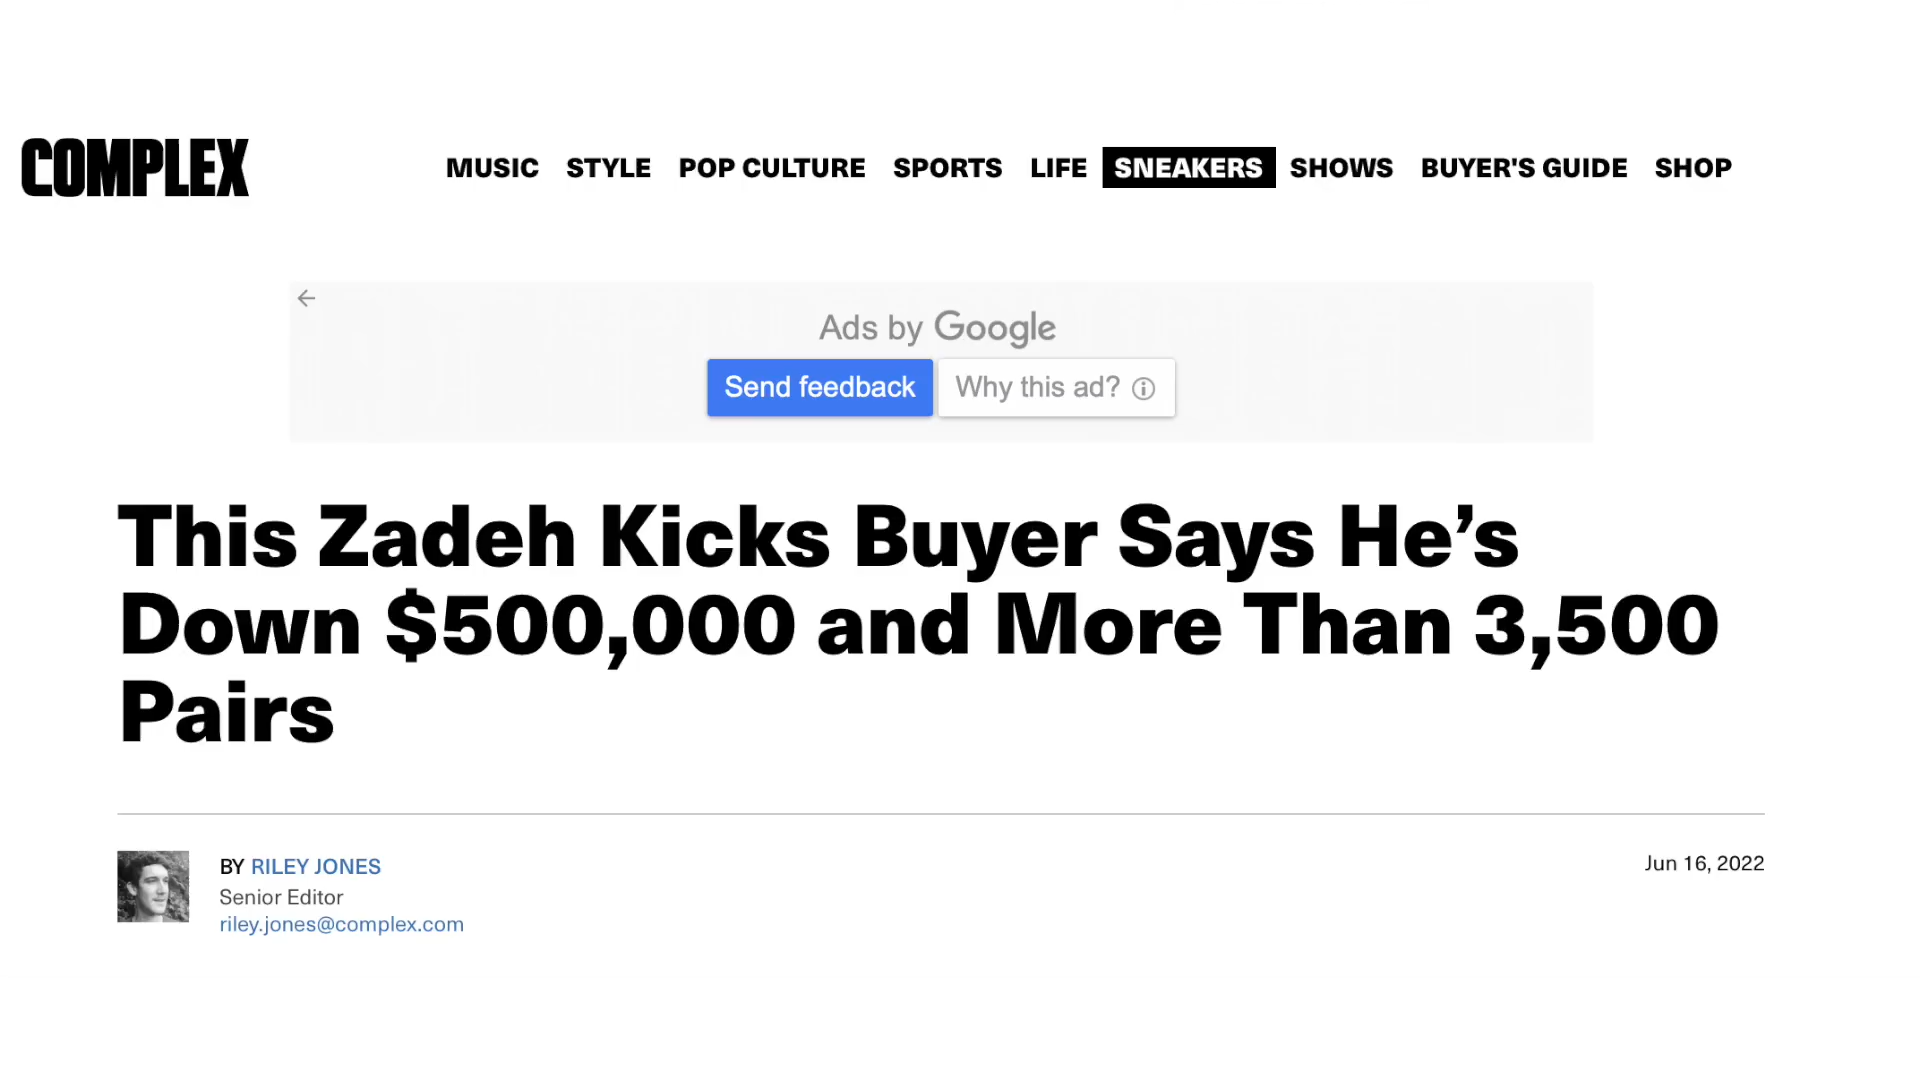 COMPLEX
MUSIC STYLE POP CULTURE SPORTS LIFE SNEAKERS SHOWS BUYER'S GUIDE SHOP
Ads by Google
Send feedback Why this ad?
This Zadeh Kicks Buyer Says He’s
Down $500,000 and More Than 3,500
Pairs
BY RILEY JONES
Jun 16, 2022
Senior Editor
riley.jones@complex.com